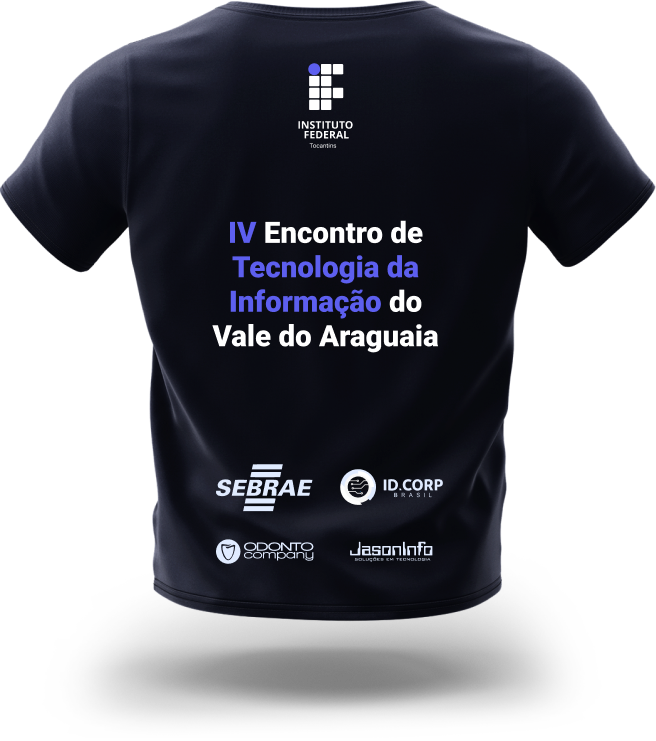 INSTITUTO
FEDERAL
Tocantins
IV Encontro de
Tecnologia da
Informação do
Vale do Araguaia
SEBRAE
ID.CORP
BRASIL
ODONTO
company
JasonInfo
SOLUÇÕES EM TECNOLOGIA